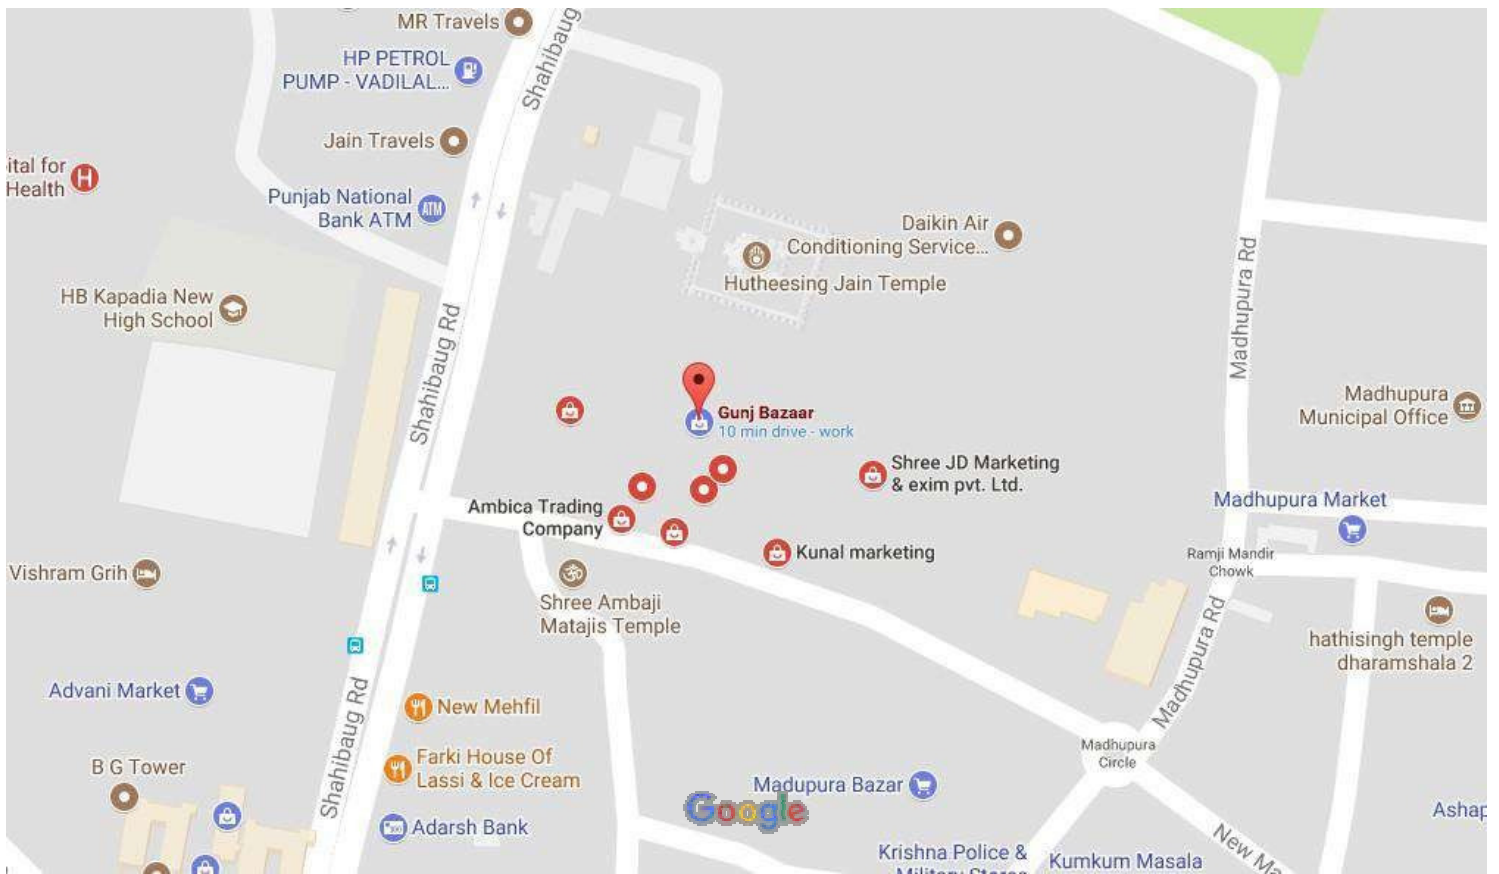 MR Travels
Shahibaug
HP PETROL
PUMP - VADILAL...
Jain Travels
ital for
Health
Punjab National
Bank ATM
ATM
H
Daikin Air
Conditioning Service...
Hutheesing Jain Temple
HB Kapadia New
High School
Shahibaug Rd
Madhupura Rd
Gunj Bazaar
10 min drive - work
Madhupura
Municipal Office
Shree JD Marketing
& exim pvt. Ltd.
Ambica Trading
Company
Madhupura Market
Kunal marketing
Ramji Mandir
Chowk
Vishram Grih
Shree Ambaji
Matajis Temple
hathisingh temple
dharamshala 2
Madhupura Rd
Advani Market
New Mehfil
Shahibaug Rd
Farki House Of
Lassi & Ice Cream
B G Tower
Madhupura
Circle
Madupura Bazar
Google
Adarsh Bank
Ashap
New Ma
Krishna Police &
Military Stores
Kumkum Masala